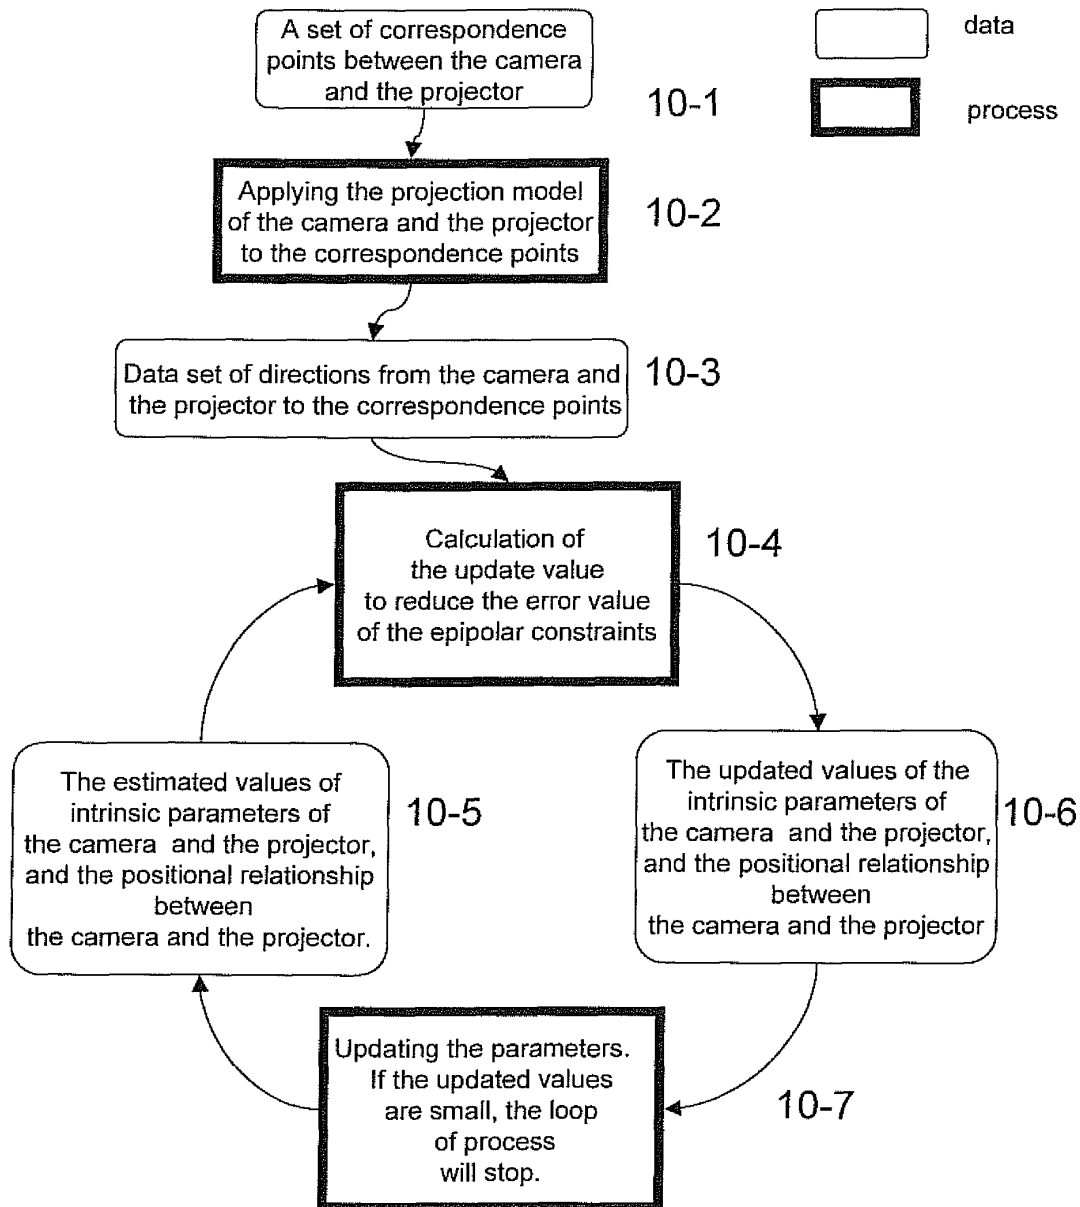 A set of correspondence
points between the camera
and the projector
10-1
data
process
Applying the projection model
of the camera and the projector
to the correspondence points
10-2
Data set of directions from the camera and
the projector to the correspondence points
10-3
Calculation of
the update value
to reduce the error value
of the epipolar constraints
10-4
The estimated values of
intrinsic parameters of
the camera and the projector,
and the positional relationship
between
the camera and the projector.
10-5
The updated values of the
intrinsic parameters of
the camera and the projector,
and the positional relationship
between
the camera and the projector
10-6
Updating the parameters.
If the updated values
are small, the loop
of process
will stop.
10-7